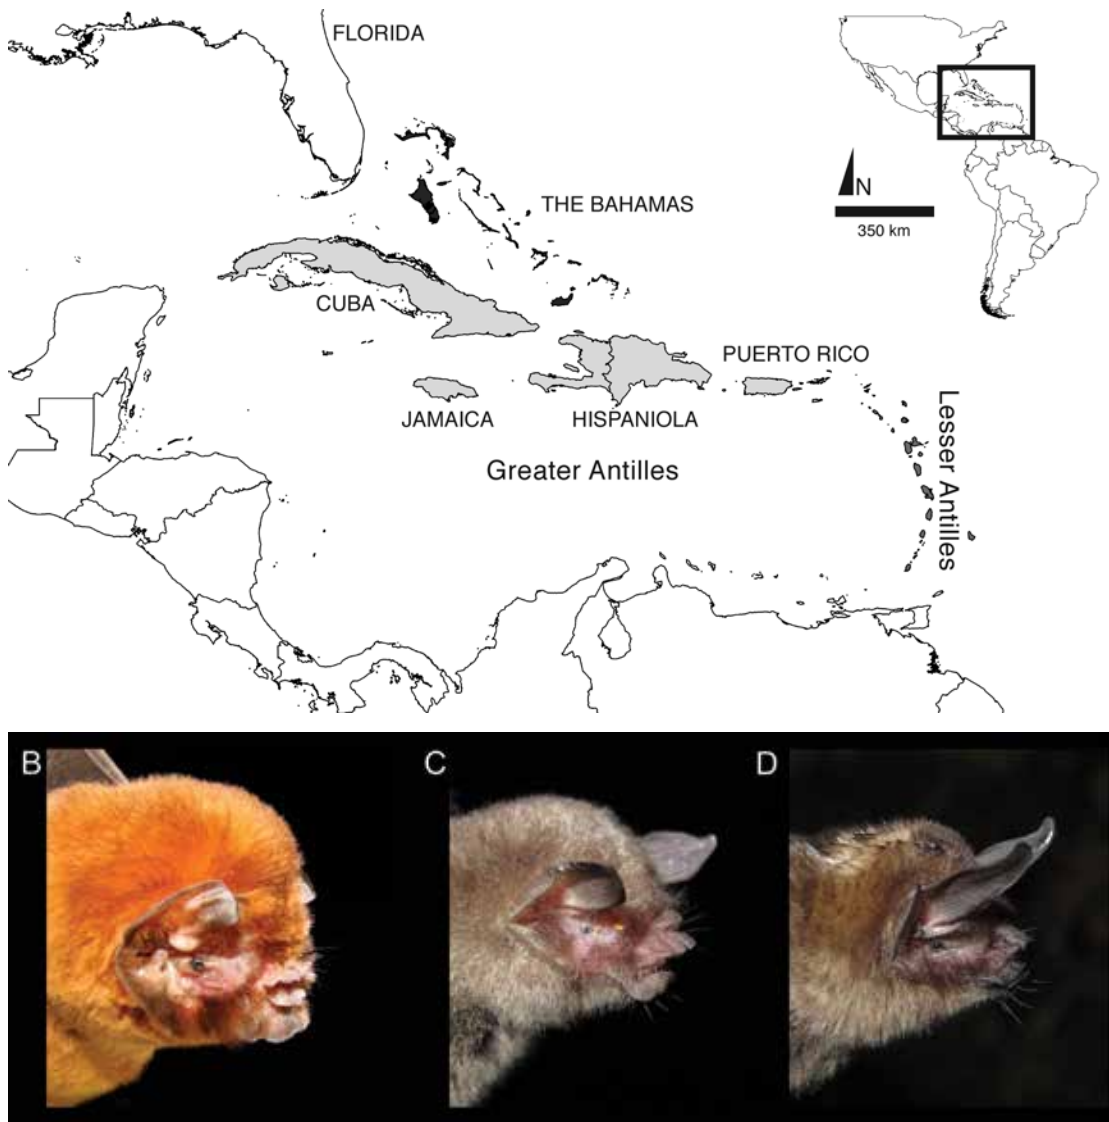 FLORIDA
THE BAHAMAS
N
350 km
CUBA
PUERTO RICO
JAMAICA
HISPANIOLA
Greater Antilles
Lesser Antilles
B
C
D